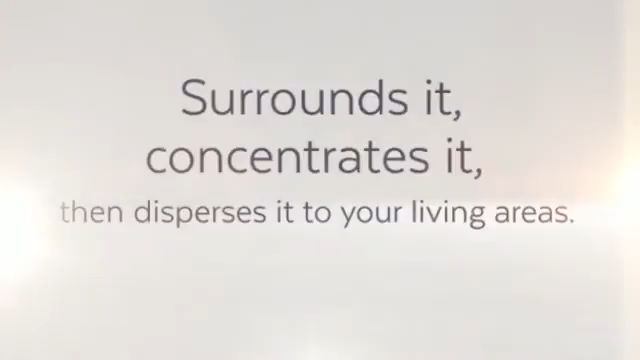 Surrounds it,
concentrates it,
then disperses it to your living areas.